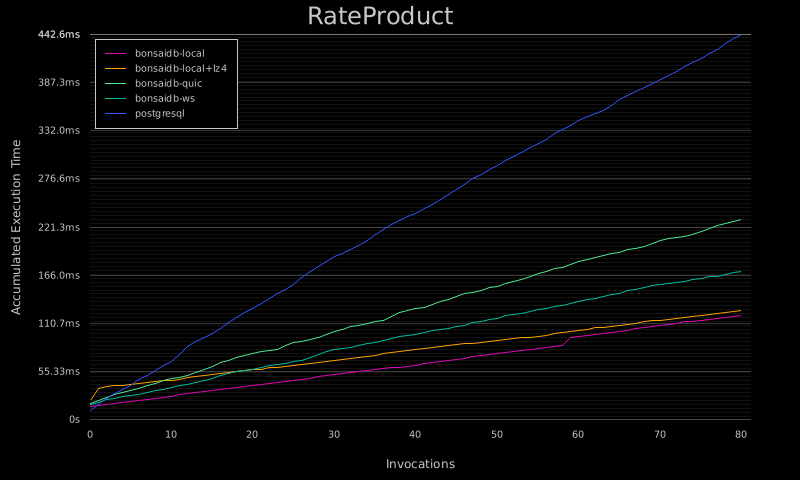 RateProduct
442.6ms
387.3ms
332.0ms
276.6ms
221.3ms
166.0ms
110.7ms
55.33ms
0s
Accumulated Execution Time
bonsaidb-local
bonsaidb-local+lz4
bonsaidb-quic
bonsaidb-ws
postgresql
0 10 20 30 40 50 60 70 80
Invocations